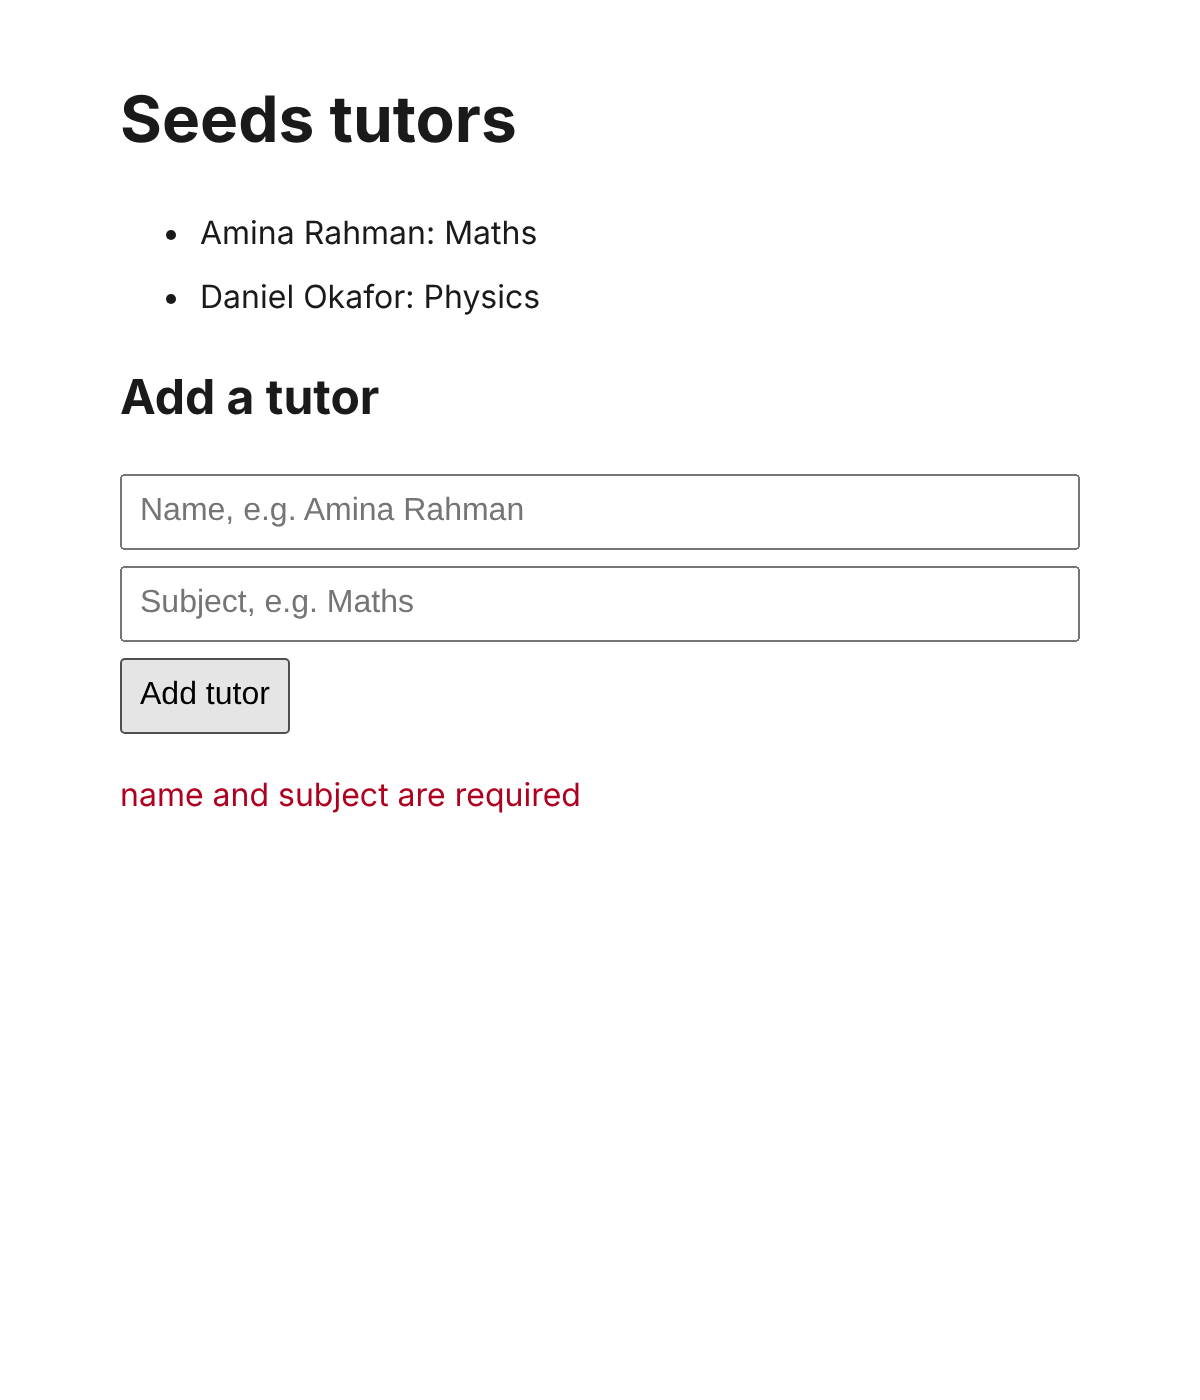 Seeds tutors
Amina Rahman: Maths
Daniel Okafor: Physics
Add a tutor
Name, e.g. Amina Rahman
Subject, e.g. Maths
Add tutor
name and subject are required